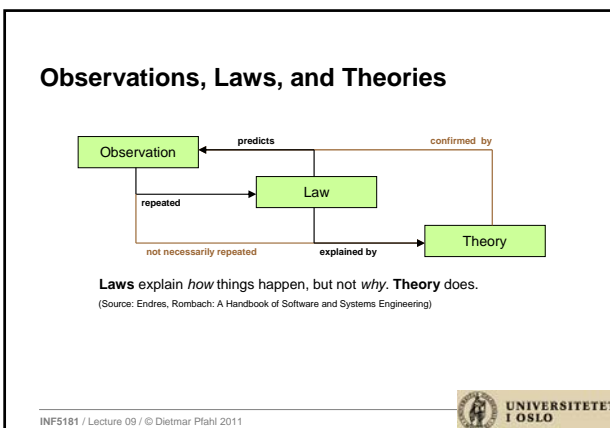 Observations, Laws, and Theories
predicts
confirmed by
Observation
Law
repeated
Theory
not necessarily repeated
explained by
Laws explain how things happen, but not why. Theory does.
(Source: Endres, Rombach: A Handbook of Software and Systems Engineering)
INF5181 / Lecture 09 / © Dietmar Pfahl 2011
UNIVERSITETET
I OSLO